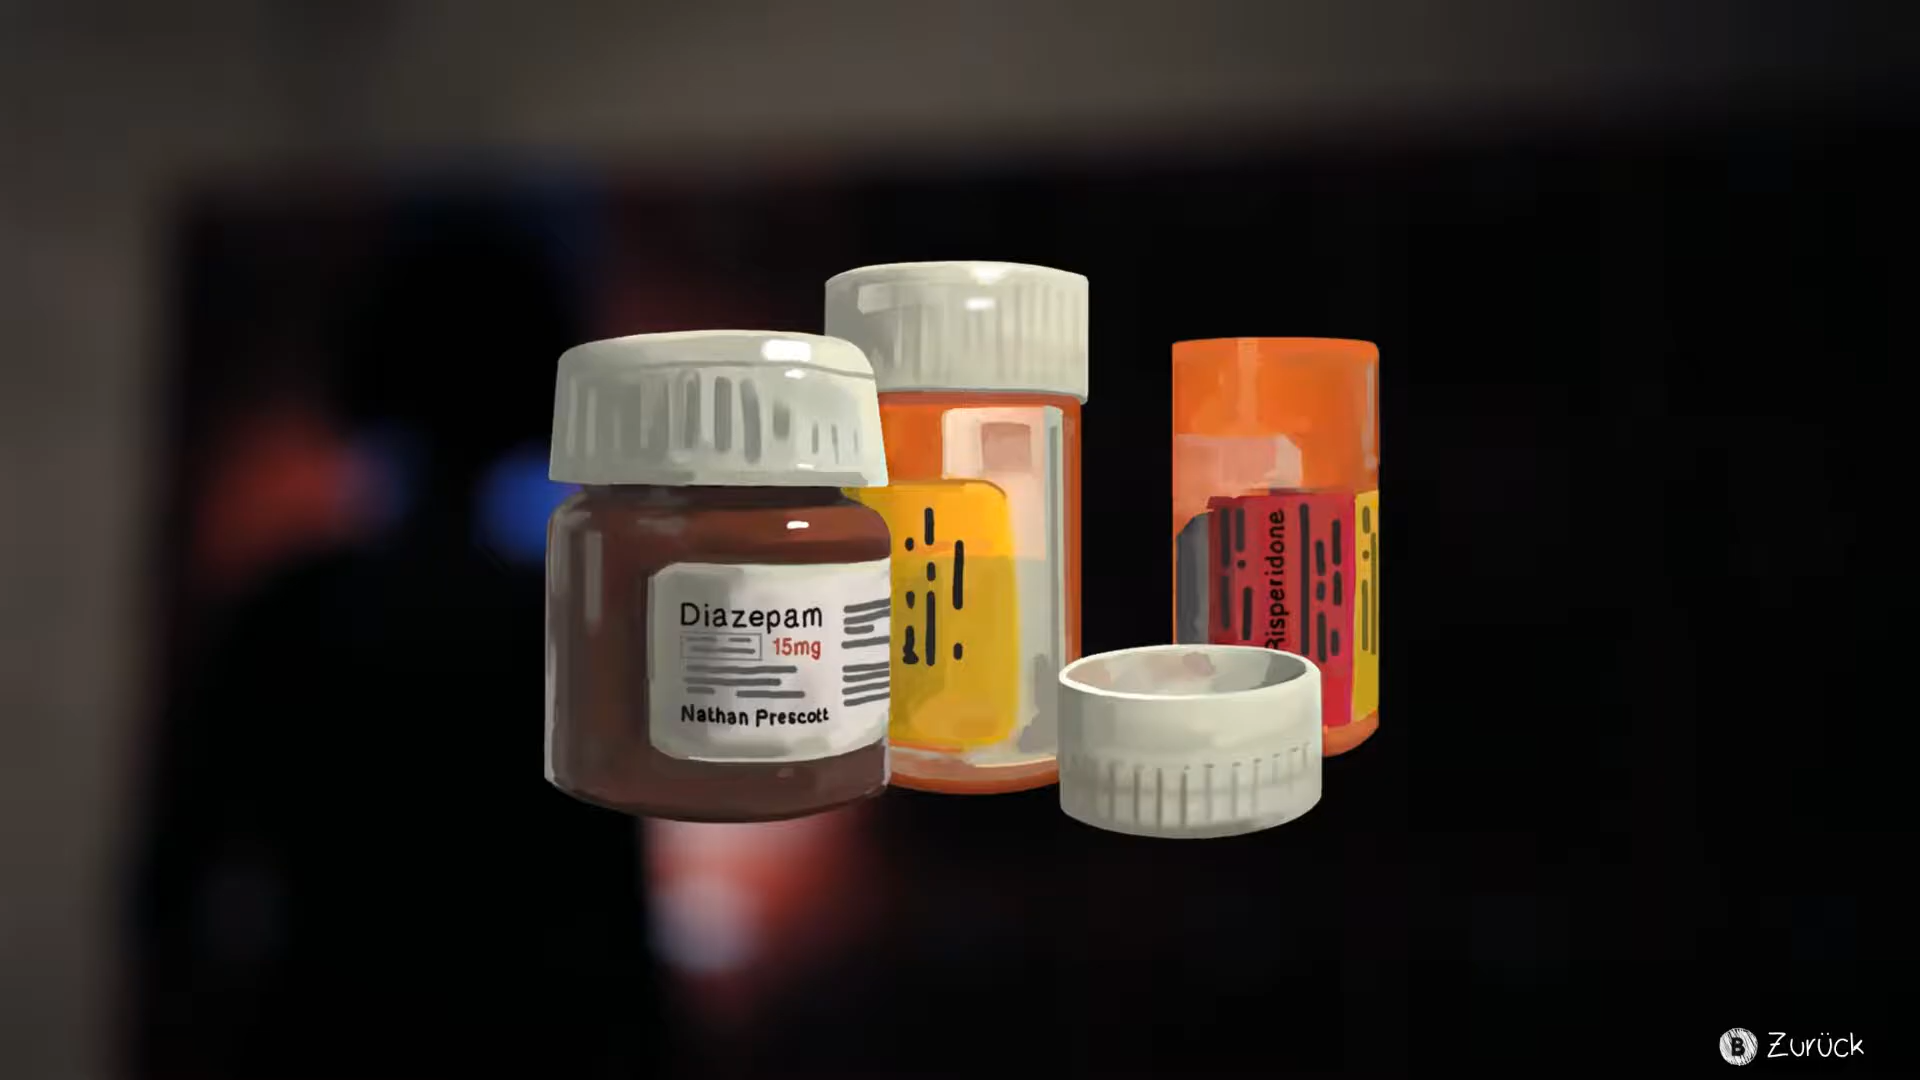 Diazepam
15mg
Nathan Prescott
Risperidone
B Zurück